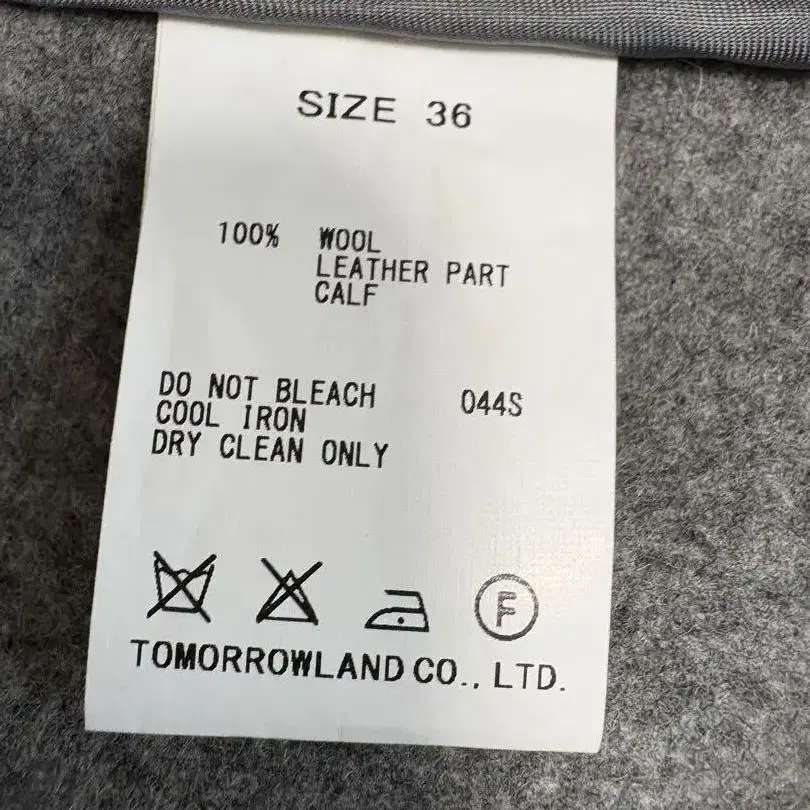 SIZE 36
100% WOOL
LEATHER PART
CALF
DO NOT BLEACH 044S
COOL IRON
DRY CLEAN ONLY
F
TOMORROWLAND CO., LTD.